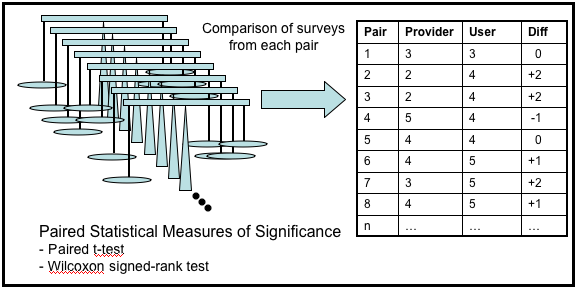 Comparison of surveys
from each pair
Pair Provider User Diff
1 3 3 0
2 2 4 +2
3 2 4 +2
4 5 4 -1
5 4 4 0
6 4 5 +1
7 3 5 +2
8 4 5 +1
n … … …
Paired Statistical Measures of Significance
- Paired t-test
- Wilcoxon signed-rank test